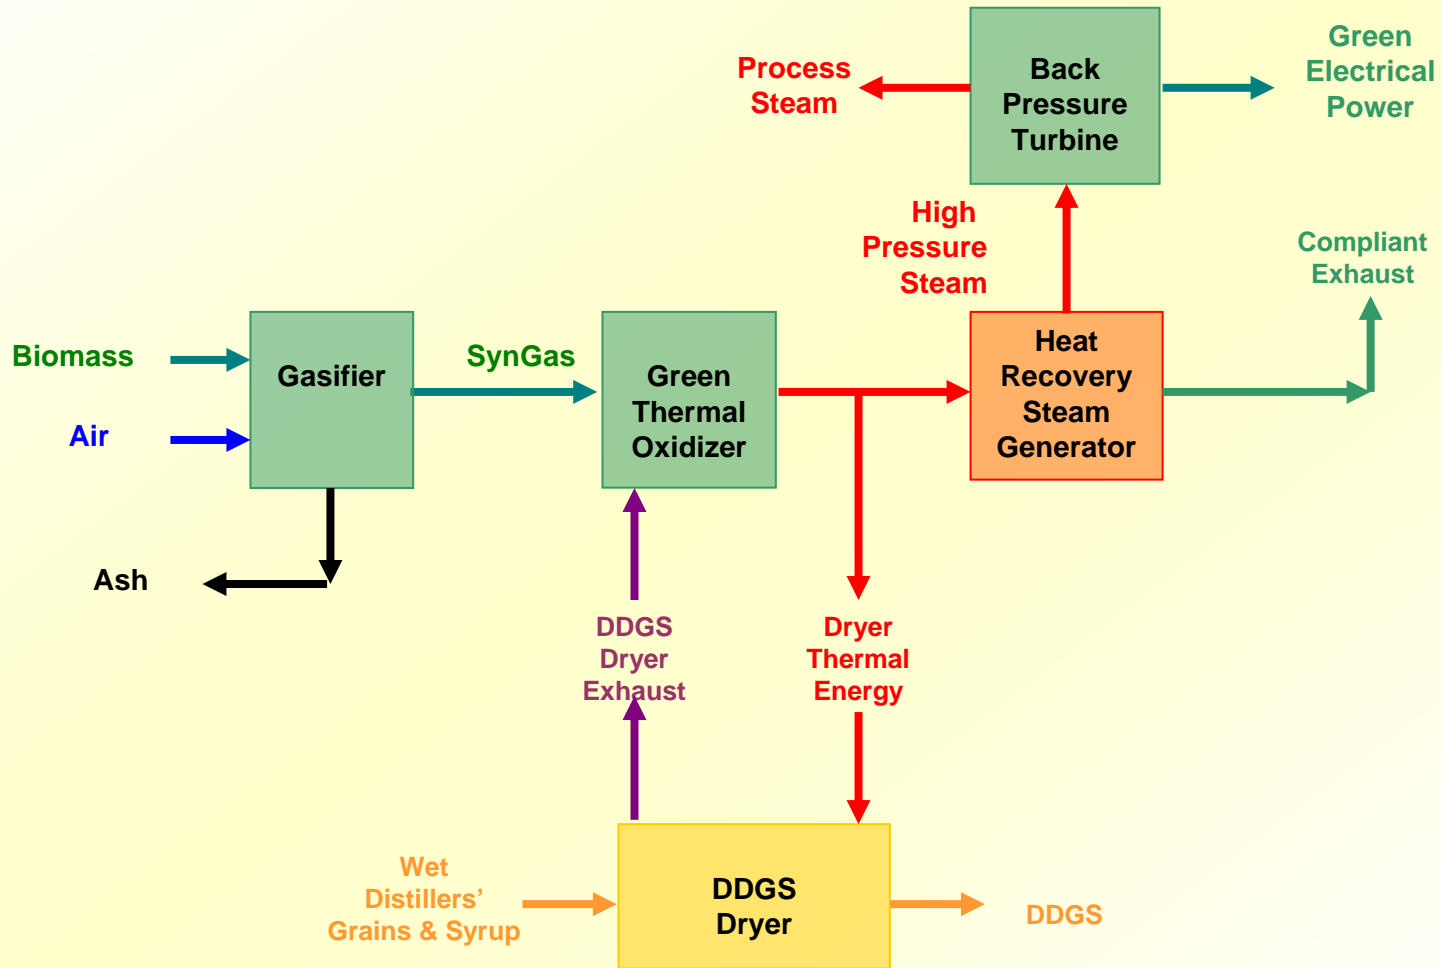 Process
Steam
Back
Pressure
Turbine
Green
Electrical
Power
High
Pressure
Steam
Compliant
Exhaust
Biomass
Air
Gasifier
SynGas
Green
Thermal
Oxidizer
Heat
Recovery
Steam
Generator
Ash
DDGS
Dryer
Exhaust
Dryer
Thermal
Energy
Wet
Distillers’
Grains & Syrup
DDGS
Dryer
DDGS